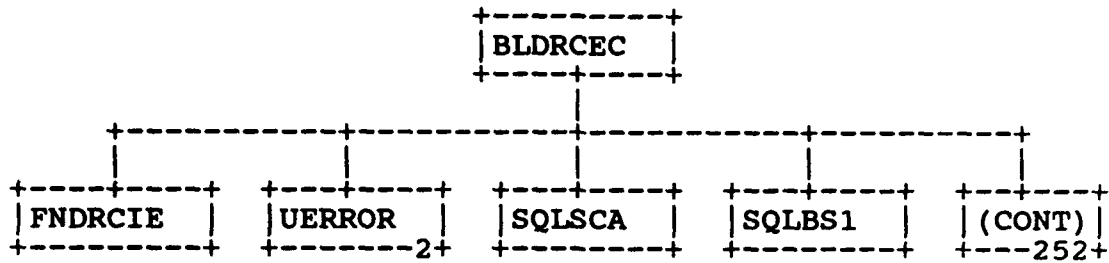 BLDRCEC
FNDRCIE UERROR SQLSCA SQLBS1 (CONT)
2 252